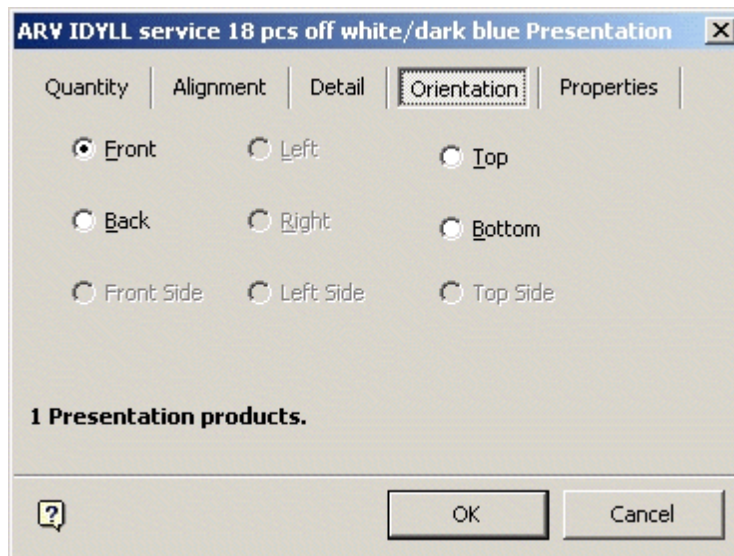 ARV IDYLL service 18 pcs off white/dark blue Presentation
Quantity Alignment Detail Orientation Properties
Front Left Top
Back Right Bottom
Front Side Left Side Top Side
1 Presentation products.
? OK Cancel